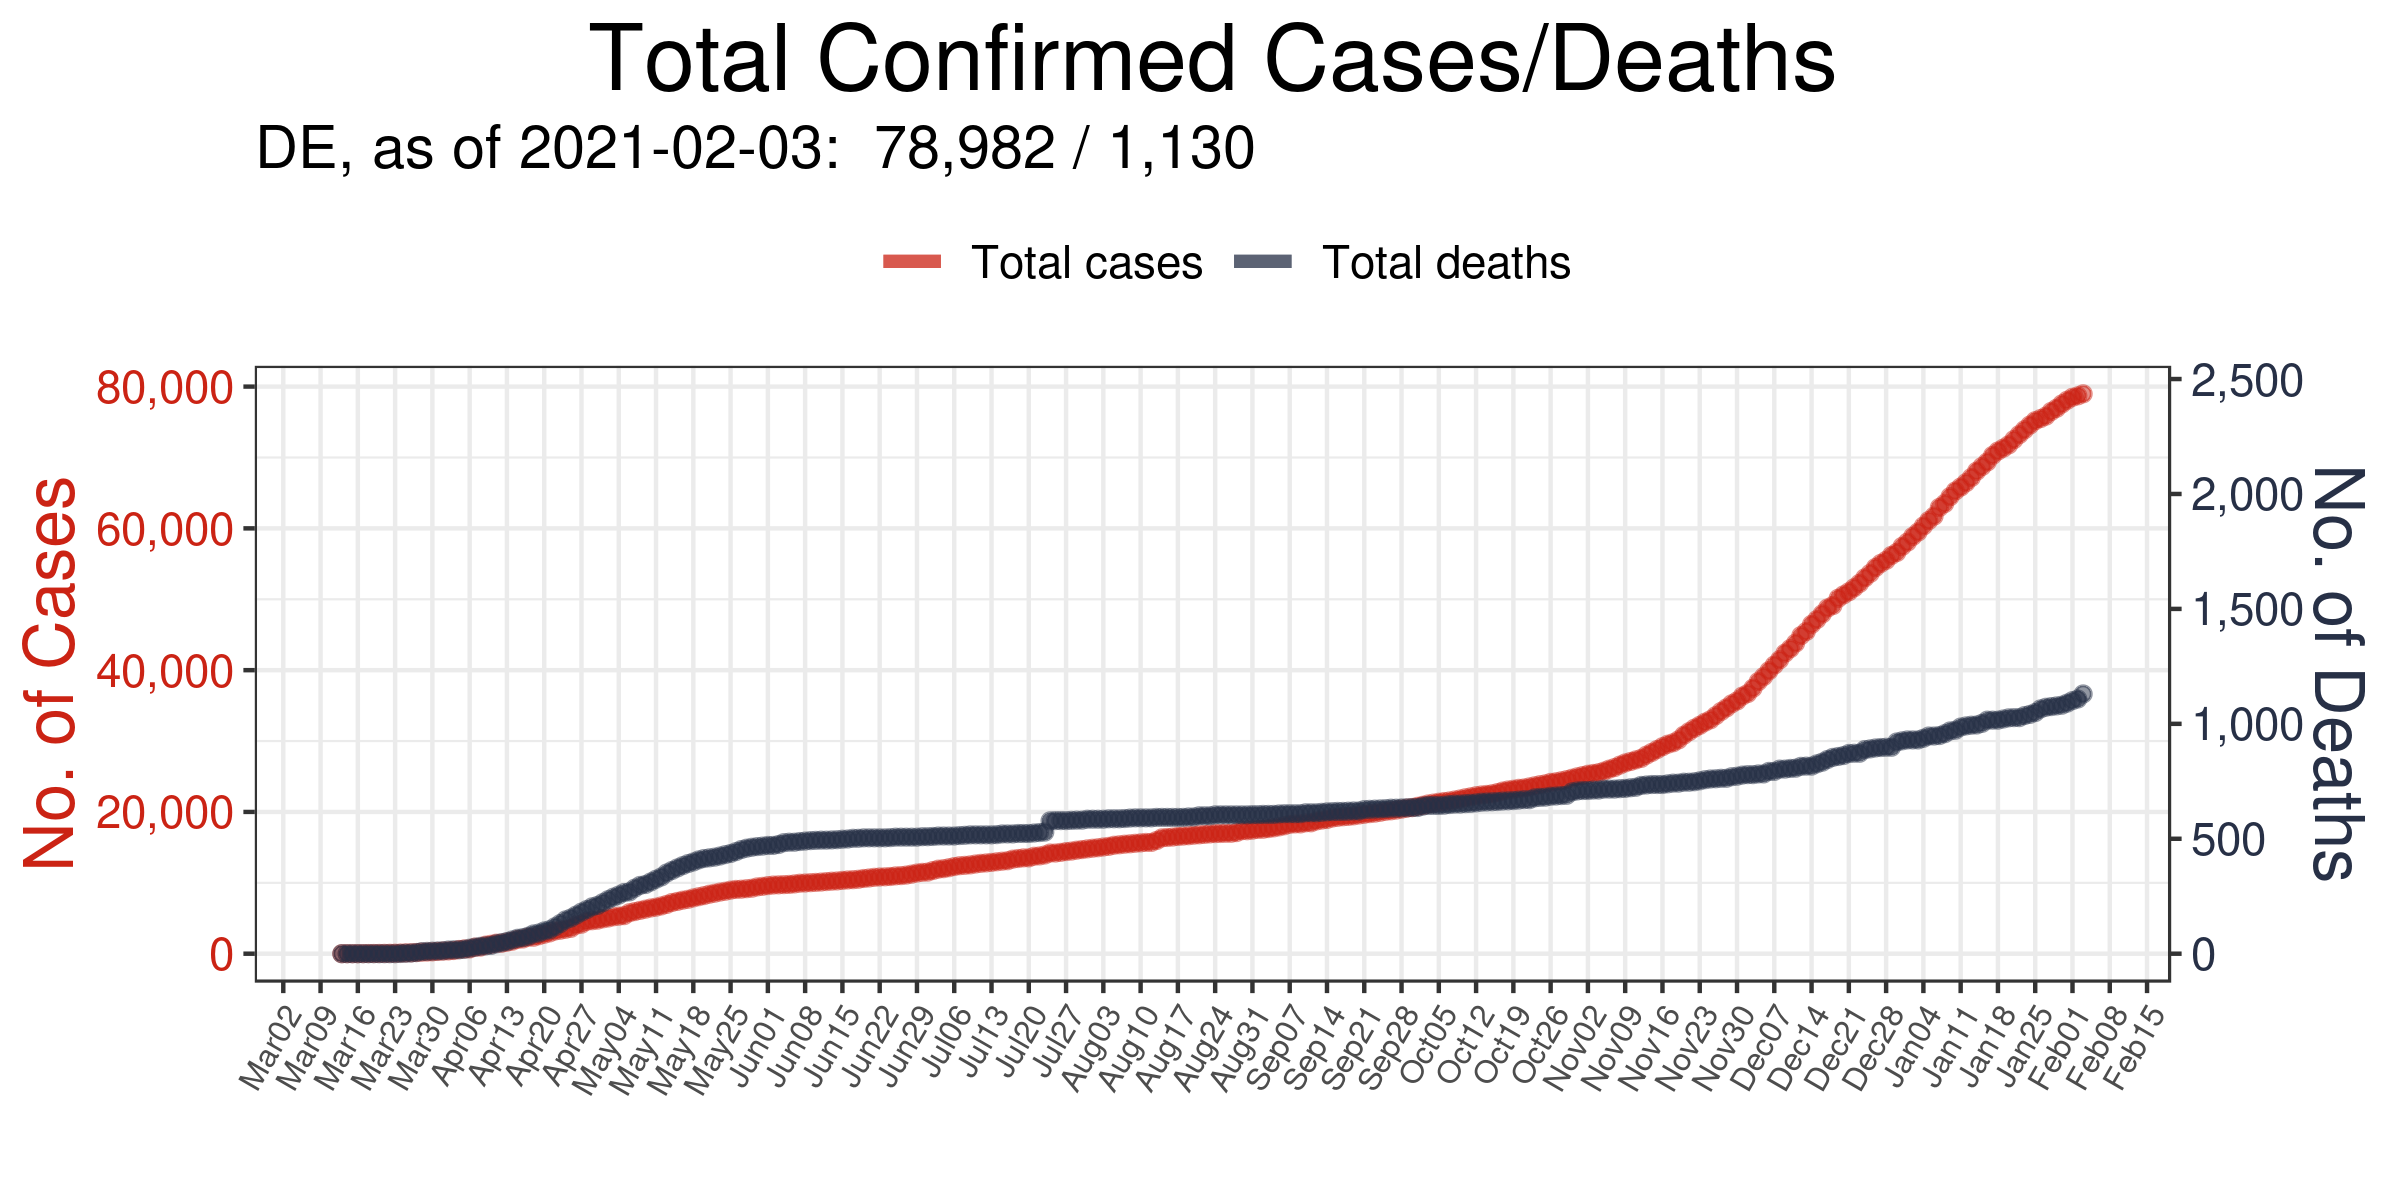 Total Confirmed Cases/Deaths
DE, as of 2021-02-03:  78,982 / 1,130
Total cases
Total deaths
No. of Cases
80,000
60,000
40,000
20,000
0
2,500
2,000
1,500
1,000
500
0
No. of Deaths
Mar02
Mar09
Mar16
Mar23
Mar30
Apr06
Apr13
Apr20
Apr27
May04
May11
May18
May25
Jun01
Jun08
Jun15
Jun22
Jun29
Jul06
Jul13
Jul20
Jul27
Aug03
Aug10
Aug17
Aug24
Aug31
Sep07
Sep14
Sep21
Sep28
Oct05
Oct12
Oct19
Oct26
Nov02
Nov09
Nov16
Nov23
Nov30
Dec07
Dec14
Dec21
Dec28
Jan04
Jan11
Jan18
Jan25
Feb01
Feb08
Feb15